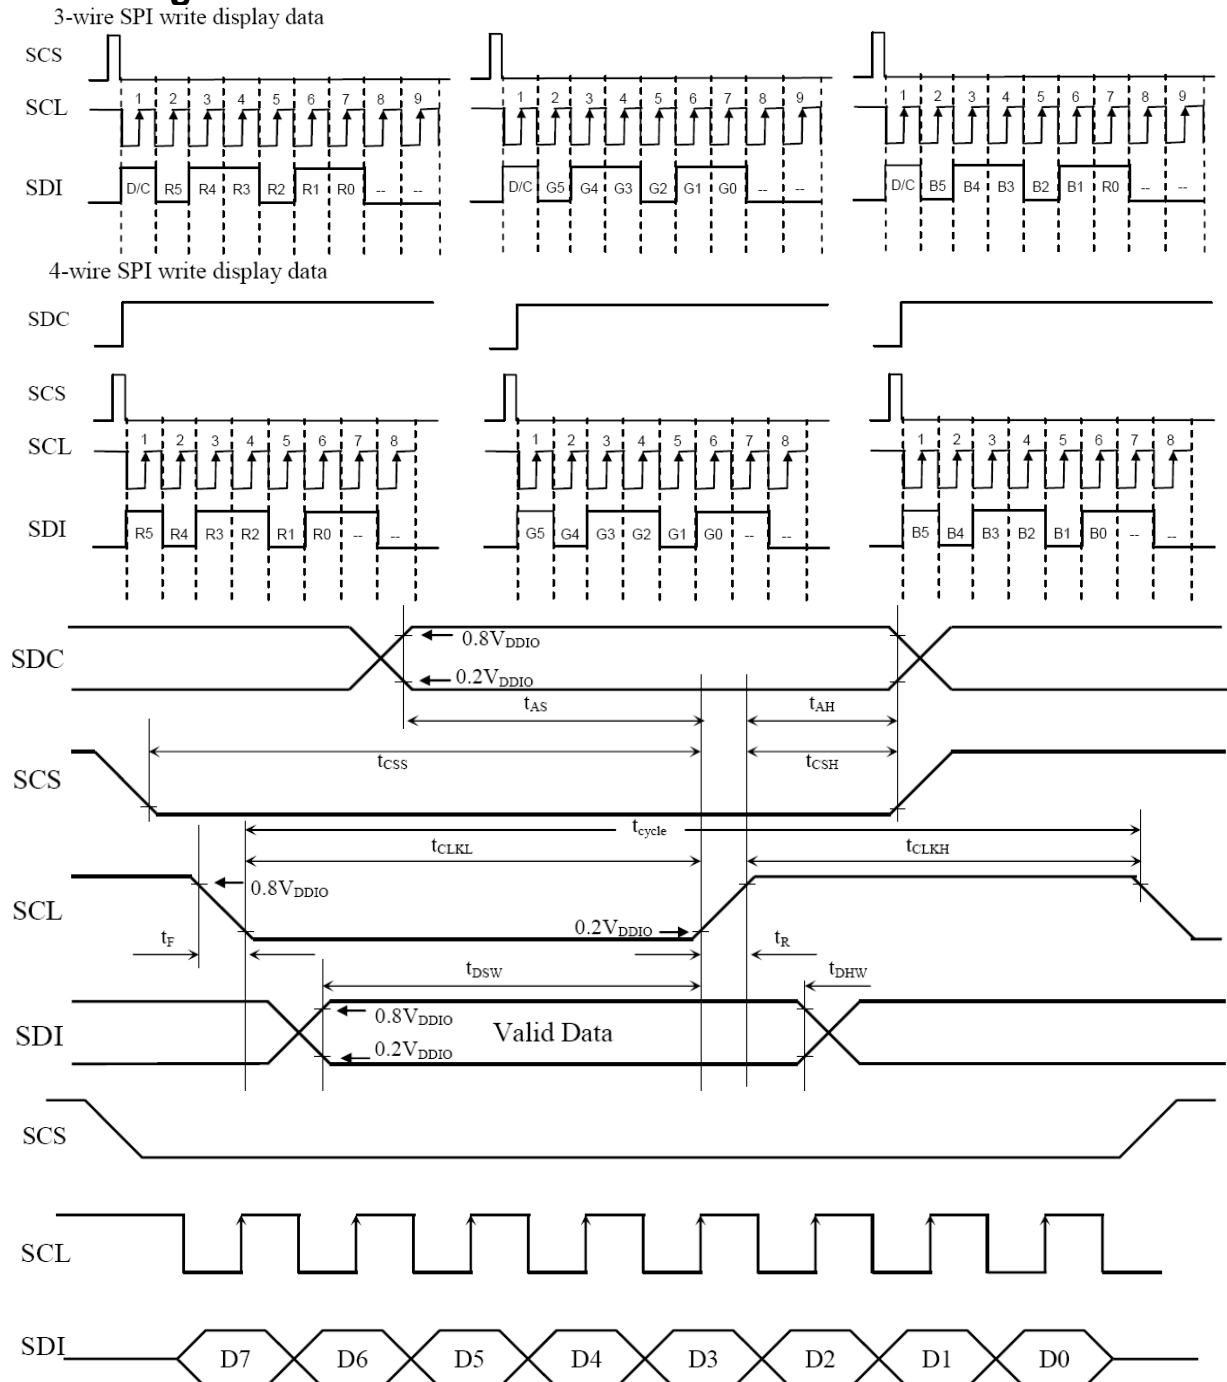 3-wire SPI write display data
SCS
SCL 1 2 3 4 5 6 7 8 9 1 2 3 4 5 6 7 8 9 1 2 3 4 5 6 7 8 9
SDI D/C R5 R4 R3 R2 R1 R0 -- -- D/C G5 G4 G3 G2 G1 G0 -- -- D/C B5 B4 B3 B2 B1 R0 -- --
4-wire SPI write display data
SDC
SCS
SCL 1 2 3 4 5 6 7 8 1 2 3 4 5 6 7 8 1 2 3 4 5 6 7 8
SDI R5 R4 R3 R2 R1 R0 -- -- G5 G4 G3 G2 G1 G0 -- -- B5 B4 B3 B2 B1 B0 -- --
0.8VDDIO
SDC
0.2VDDIO
tAS tAH
SCS tCSS tCSH
tcycle
tCLKL tCLKH
0.8VDDIO
SCL
0.2VDDIO
tF tR
tDSW tDHW
0.8VDDIO
SDI Valid Data
0.2VDDIO
SCS
SCL
SDI D7 D6 D5 D4 D3 D2 D1 D0